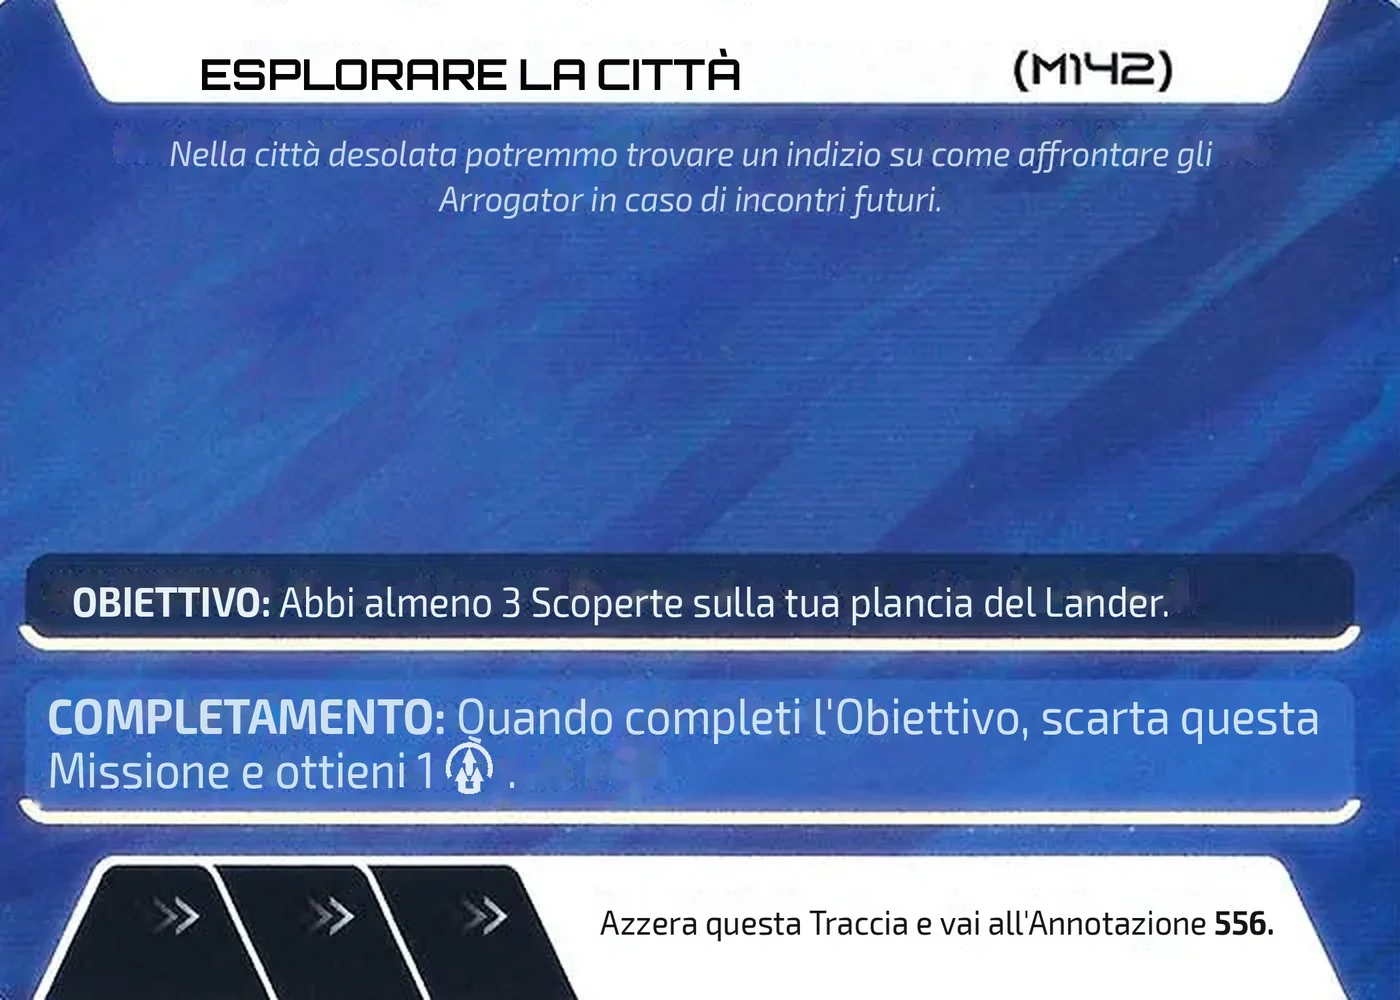 ESPLORARE LA CITTÀ (M142)
Nella città desolata potremmo trovare un indizio su come affrontare gli
Arrogator in caso di incontri futuri.
OBIETTIVO: Abbi almeno 3 Scoperte sulla tua plancia del Lander.
COMPLETAMENTO: Quando completi l'Obiettivo, scarta questa
Missione e ottieni 1 .
Azzera questa Traccia e vai all'Annotazione 556.